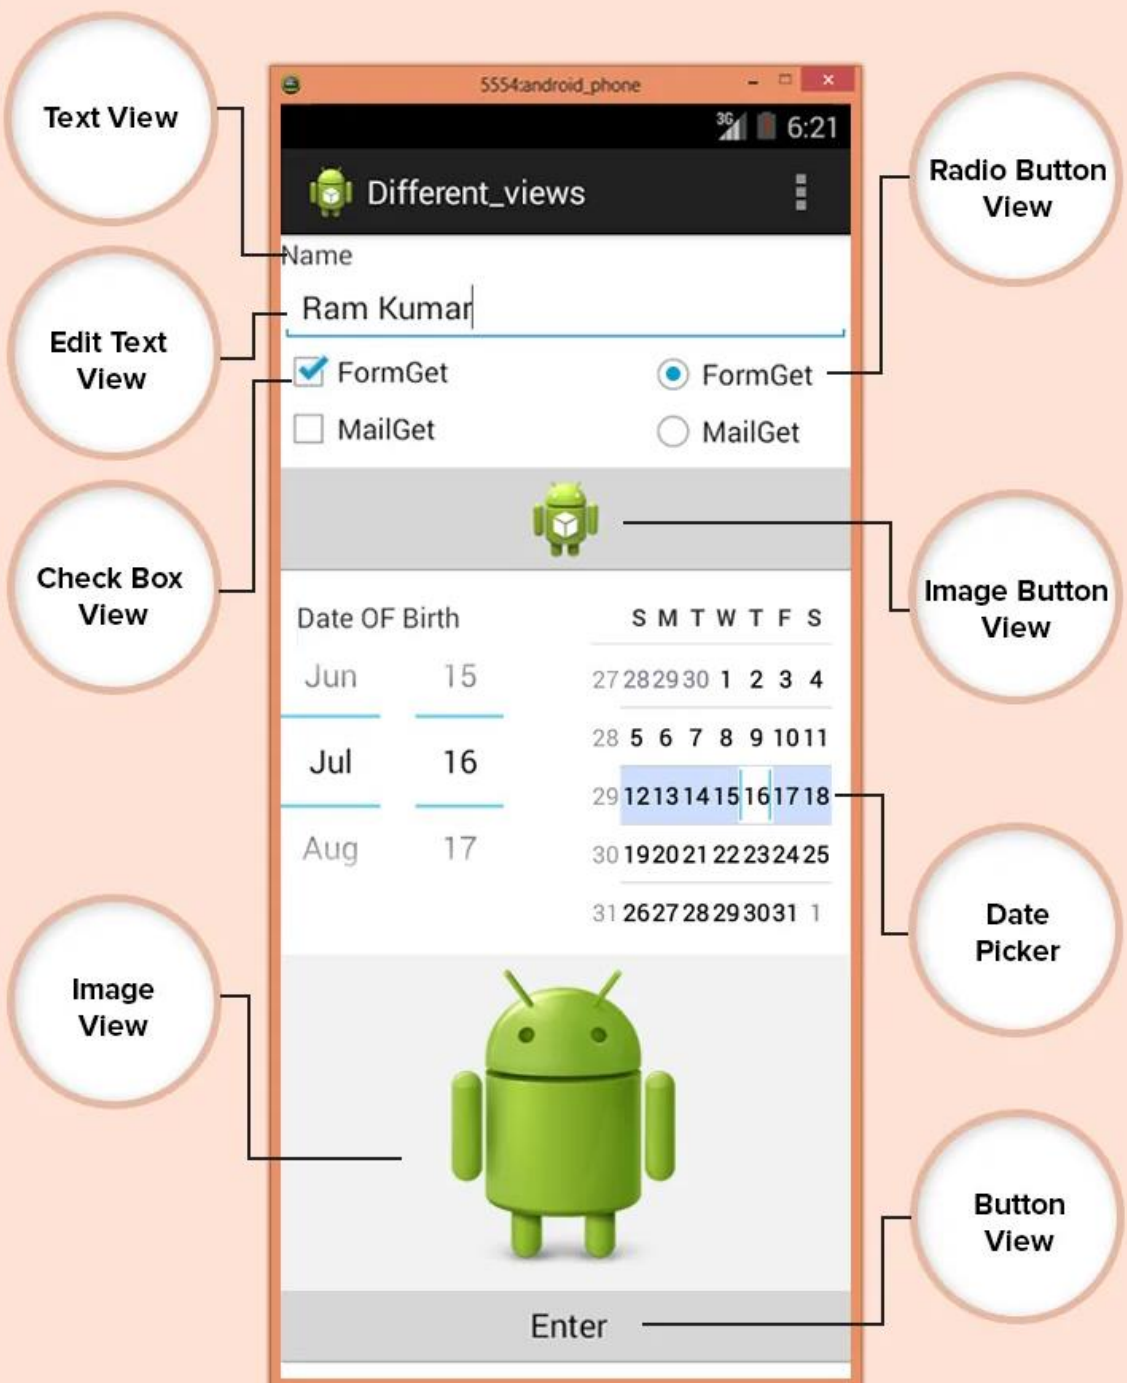 Text View
Edit Text
View
Check Box
View
Image
View
5554:android_phone
3G 6:21
Different_views
Name
Ram Kumar
FormGet FormGet
MailGet MailGet
Date OF Birth
Jun 15
Jul 16
Aug 17
S M T W T F S
27 28 29 30 1 2 3 4
28 5 6 7 8 9 10 11
29 12 13 14 15 16 17 18
30 19 20 21 22 23 24 25
31 26 27 28 29 30 31 1
Enter
Radio Button
View
Image Button
View
Date
Picker
Button
View